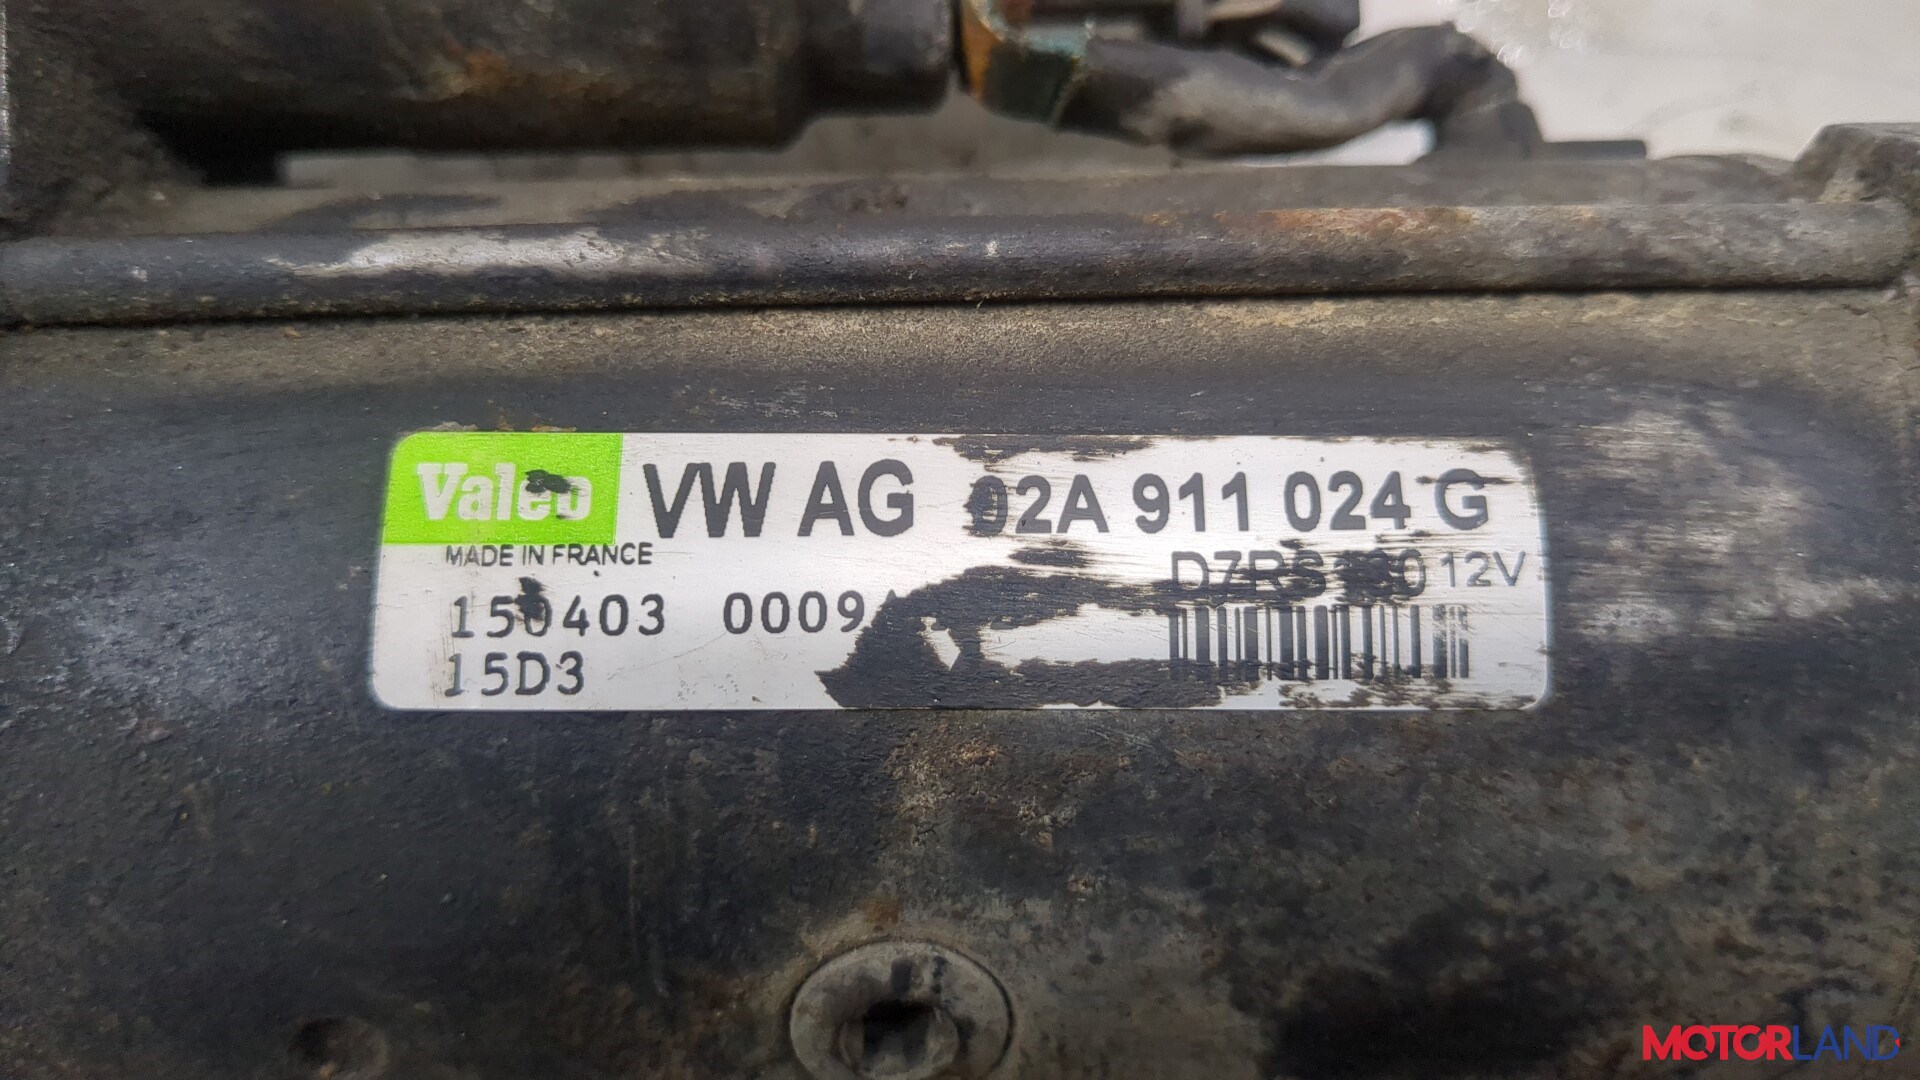 Valeo VW AG 02A 911 024 G
MADE IN FRANCE
12V
150403 0009
15D3
MOTORLAND